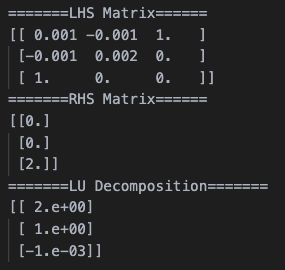 =======LHS Matrix======
[[ 0.001 -0.001  1.   ]
 [-0.001  0.002  0.   ]
 [ 1.     0.     0.   ]]
=======RHS Matrix======
[[0.]
 [0.]
 [2.]]
=======LU Decomposition=======
[[ 2.e+00]
 [ 1.e+00]
 [-1.e-03]]